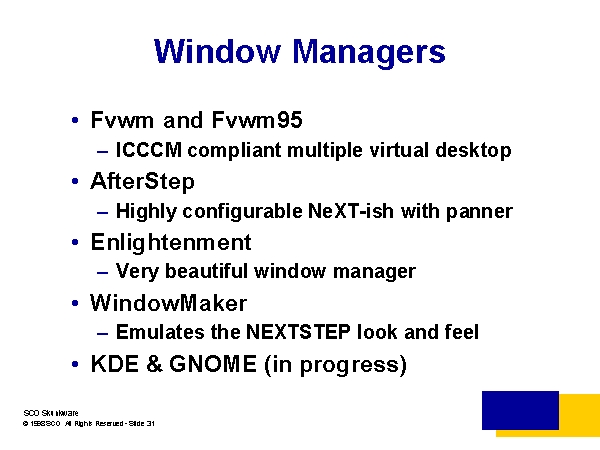 Window Managers
• Fvwm and Fvwm95
– ICCCM compliant multiple virtual desktop
• AfterStep
– Highly configurable NeXT-ish with panner
• Enlightenment
– Very beautiful window manager
• WindowMaker
– Emulates the NEXTSTEP look and feel
• KDE & GNOME (in progress)
SCO Skunkware
© 1998 SCO All Rights Reserved - Slide 31